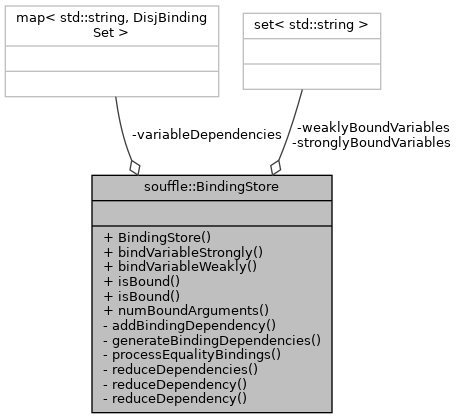 map< std::string, DisjBinding
Set >
set< std::string >
-variableDependencies
-weaklyBoundVariables
-stronglyBoundVariables
souffle::BindingStore
+ BindingStore()
+ bindVariableStrongly()
+ bindVariableWeakly()
+ isBound()
+ isBound()
+ numBoundArguments()
- addBindingDependency()
- generateBindingDependencies()
- processEqualityBindings()
- reduceDependencies()
- reduceDependency()
- reduceDependency()